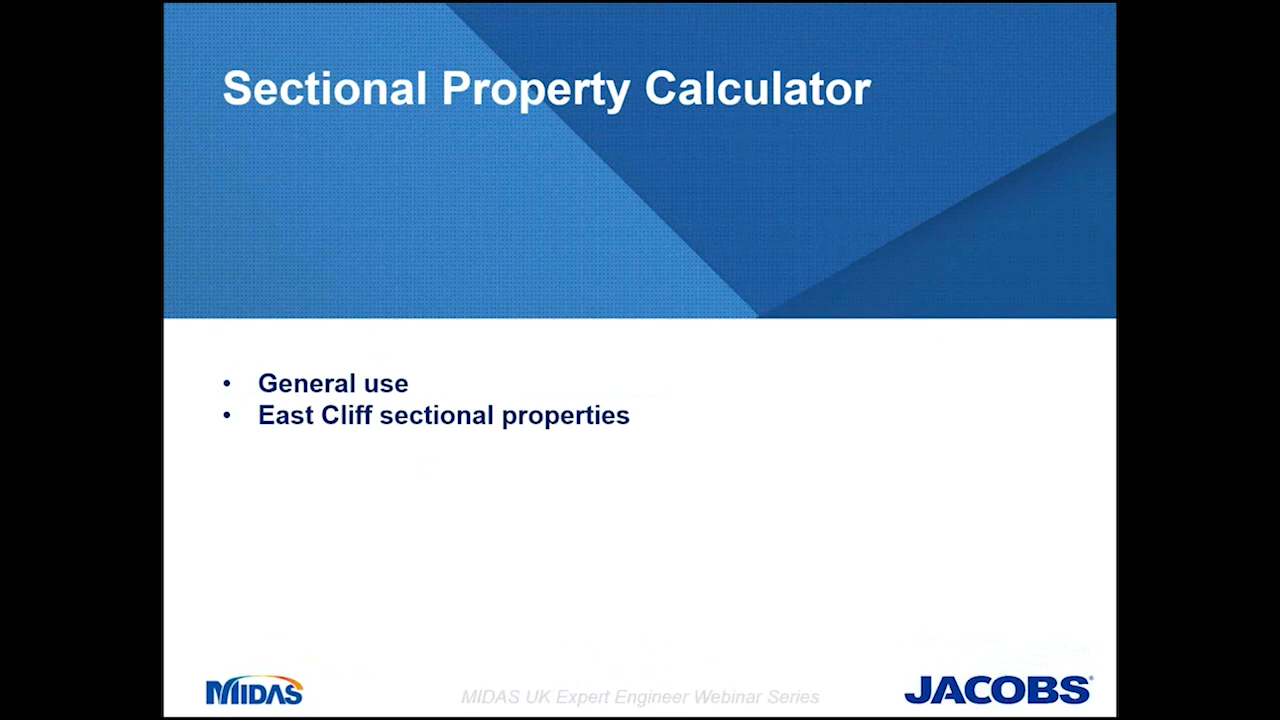 Sectional Property Calculator
• General use
• East Cliff sectional properties
MIDAS
MIDAS UK Expert Engineer Webinar Series
JACOBS®